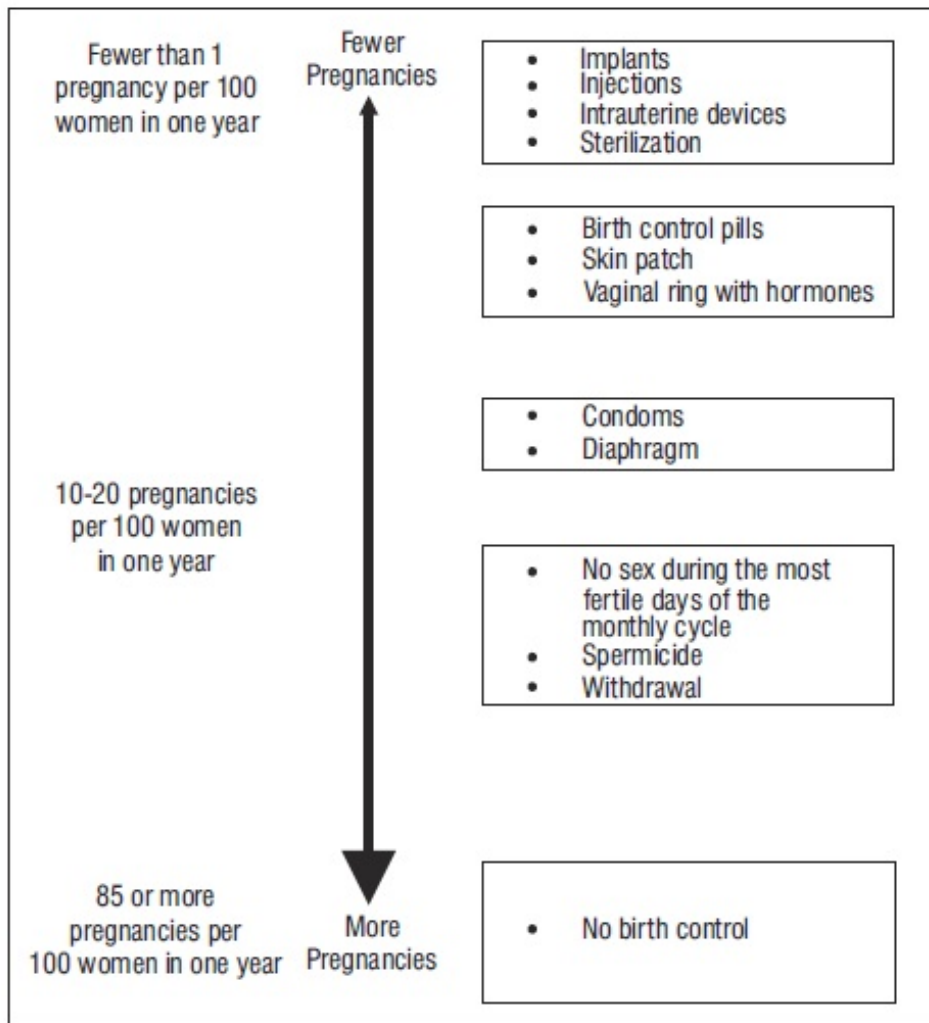 Fewer than 1
pregnancy per 100
women in one year
Fewer
Pregnancies
• Implants
• Injections
• Intrauterine devices
• Sterilization
• Birth control pills
• Skin patch
• Vaginal ring with hormones
• Condoms
• Diaphragm
10-20 pregnancies
per 100 women
in one year
• No sex during the most
fertile days of the
monthly cycle
• Spermicide
• Withdrawal
85 or more
pregnancies per
100 women in one year
More
Pregnancies
• No birth control